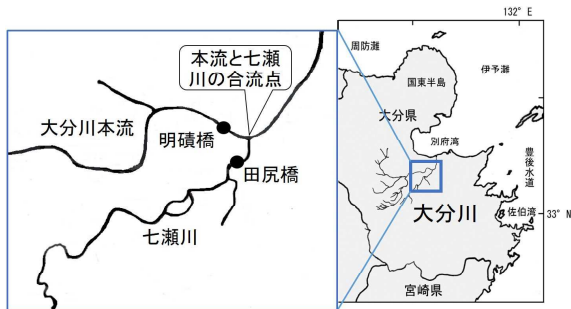 本流と七瀬
川の合流点
大分川本流
明磧橋
田尻橋
七瀬川
132° E
周防灘
伊予灘
国東半島
大分県
別府湾
豊後水道
大分川
佐伯湾
33° N
宮崎県